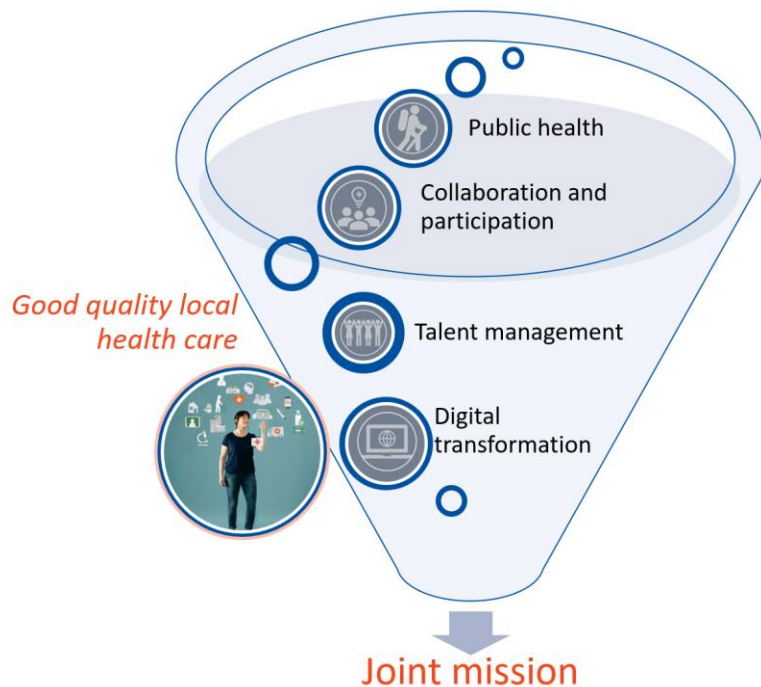 Public health
Collaboration and
participation
Good quality local
health care
Talent management
Digital
transformation
Joint mission